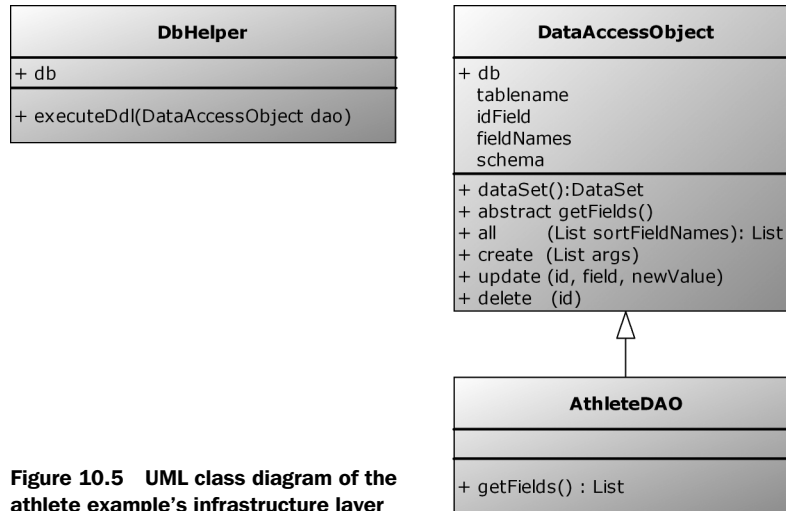 DbHelper
+ db
+ executeDdl(DataAccessObject dao)
DataAccessObject
+ db
tablename
idField
fieldNames
schema
+ dataSet():DataSet
+ abstract getFields()
+ all (List sortFieldNames): List
+ create (List args)
+ update (id, field, newValue)
+ delete (id)
AthleteDAO
+ getFields() : List
Figure 10.5 UML class diagram of the
athlete example's infrastructure layer